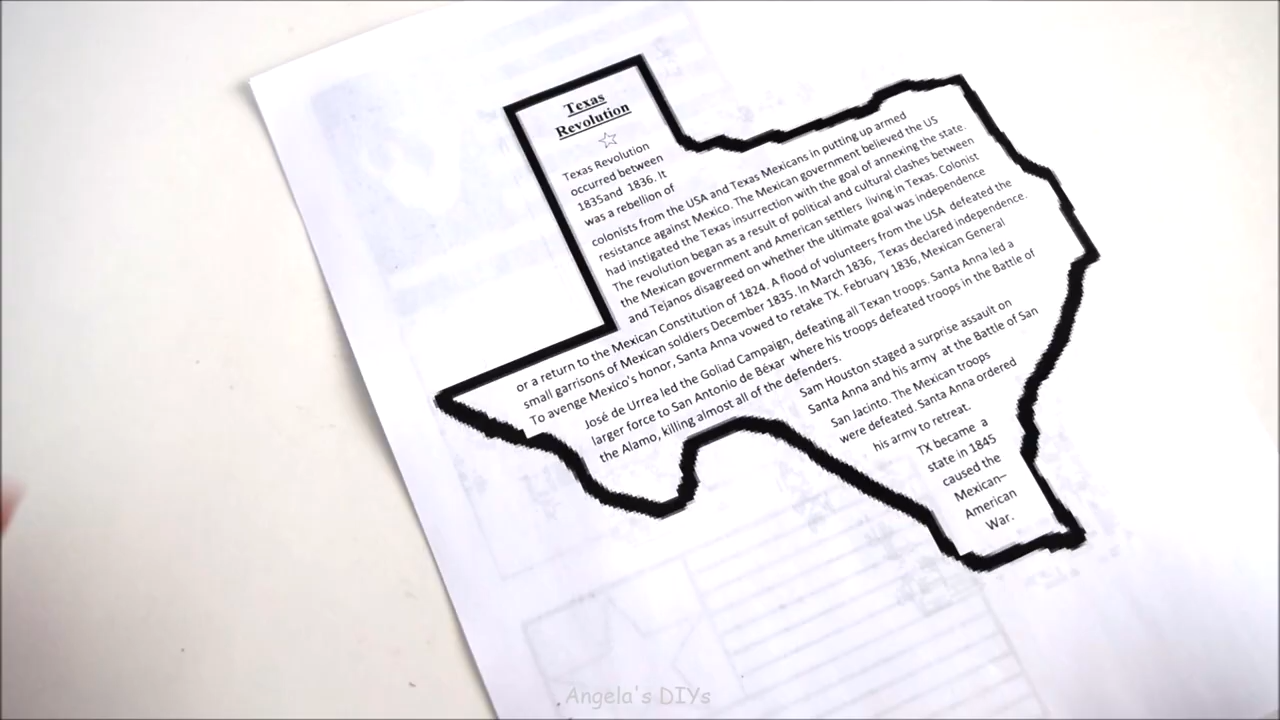 Texas
Revolution
Texas Revolution
occurred between
1835and 1836. It
was a rebellion of
colonists from the USA and Texas Mexicans in putting up armed
resistance against Mexico. The Mexican government believed the US
had instigated the Texas insurrection with the goal of annexing the state.
The revolution began as a result of political and cultural clashes between
the Mexican government and American settlers living in Texas. Colonist
and Tejanos disagreed on whether the ultimate goal was independence
or a return to the Mexican Constitution of 1824. A flood of volunteers from the USA defeated the
small garrisons of Mexican soldiers December 1835. In March 1836, Texas declared independence.
To avenge Mexico's honor, Santa Anna vowed to retake TX. February 1836, Mexican General
José de Urrea led the Goliad Campaign, defeating all Texan troops. Santa Anna led a
larger force to San Antonio de Béxar where his troops defeated troops in the Battle of
the Alamo, killing almost all of the defenders.
Sam Houston staged a surprise assault on
Santa Anna and his army at the Battle of San
San Jacinto. The Mexican troops
were defeated. Santa Anna ordered
his army to retreat.
TX became a
state in 1845
caused the
Mexican–
American
War.
Angela's DIYs